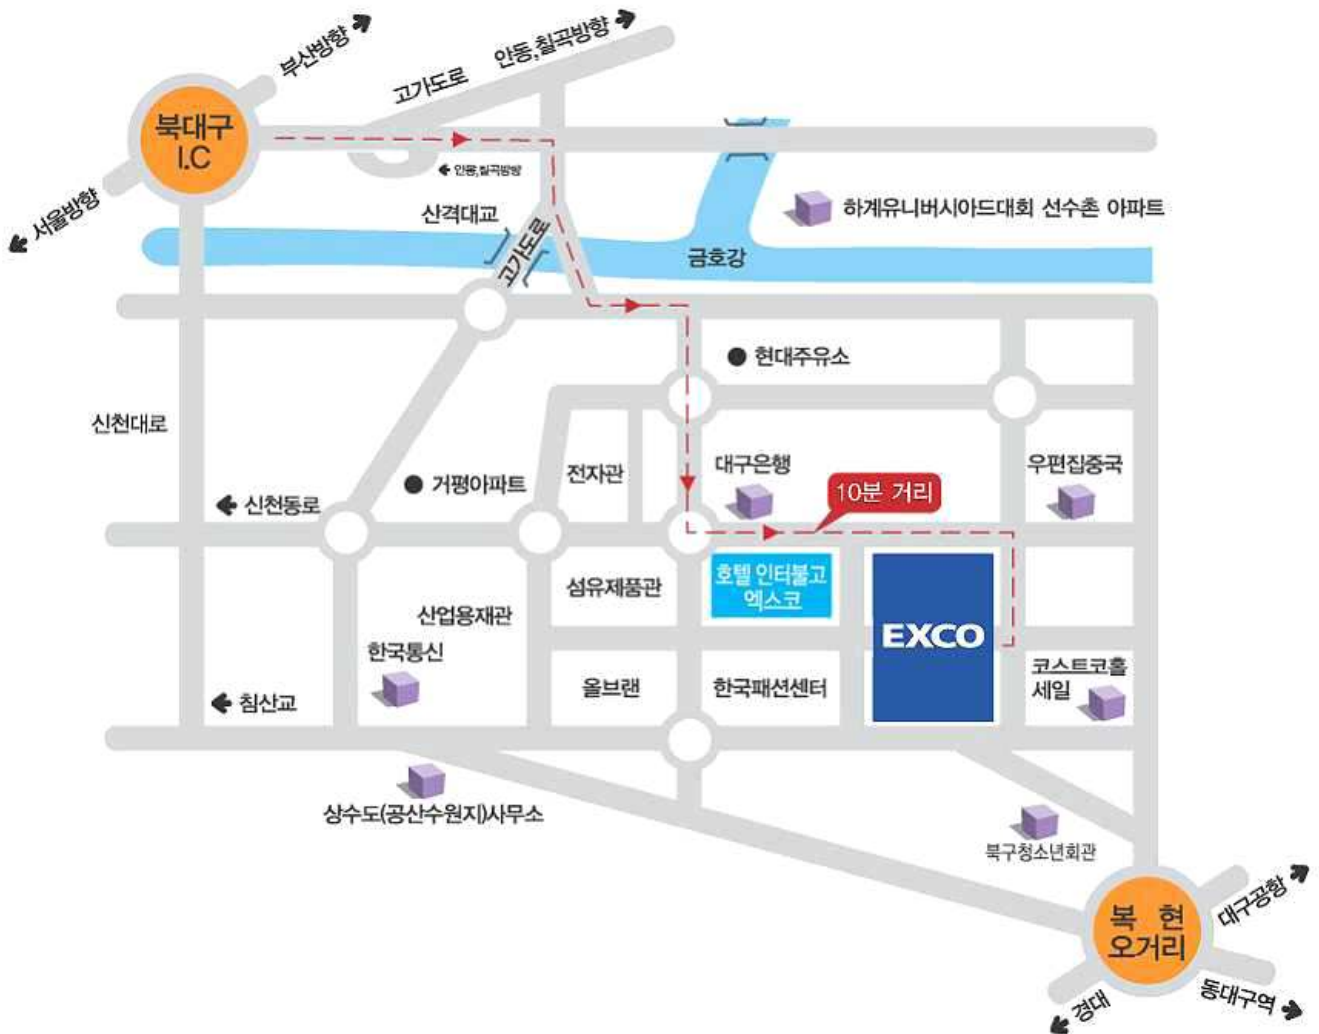 부산방향
안동,칠곡방향
고가도로
북대구
I.C
안동,칠곡방향
서울방향
산격대교
고가도로
하계유니버시아드대회 선수촌 아파트
금호강
현대주유소
신천대로
전자관
대구은행
우편집중국
거평아파트
10분 거리
신천동로
호텔 인터불고
엑스코
섬유제품관
산업용재관
EXCO
한국통신
코스트코홀
세일
올브랜
한국패션센터
침산교
상수도(공산수원지)사무소
북구청소년회관
대구공항
복 현
오거리
동대구역
경대